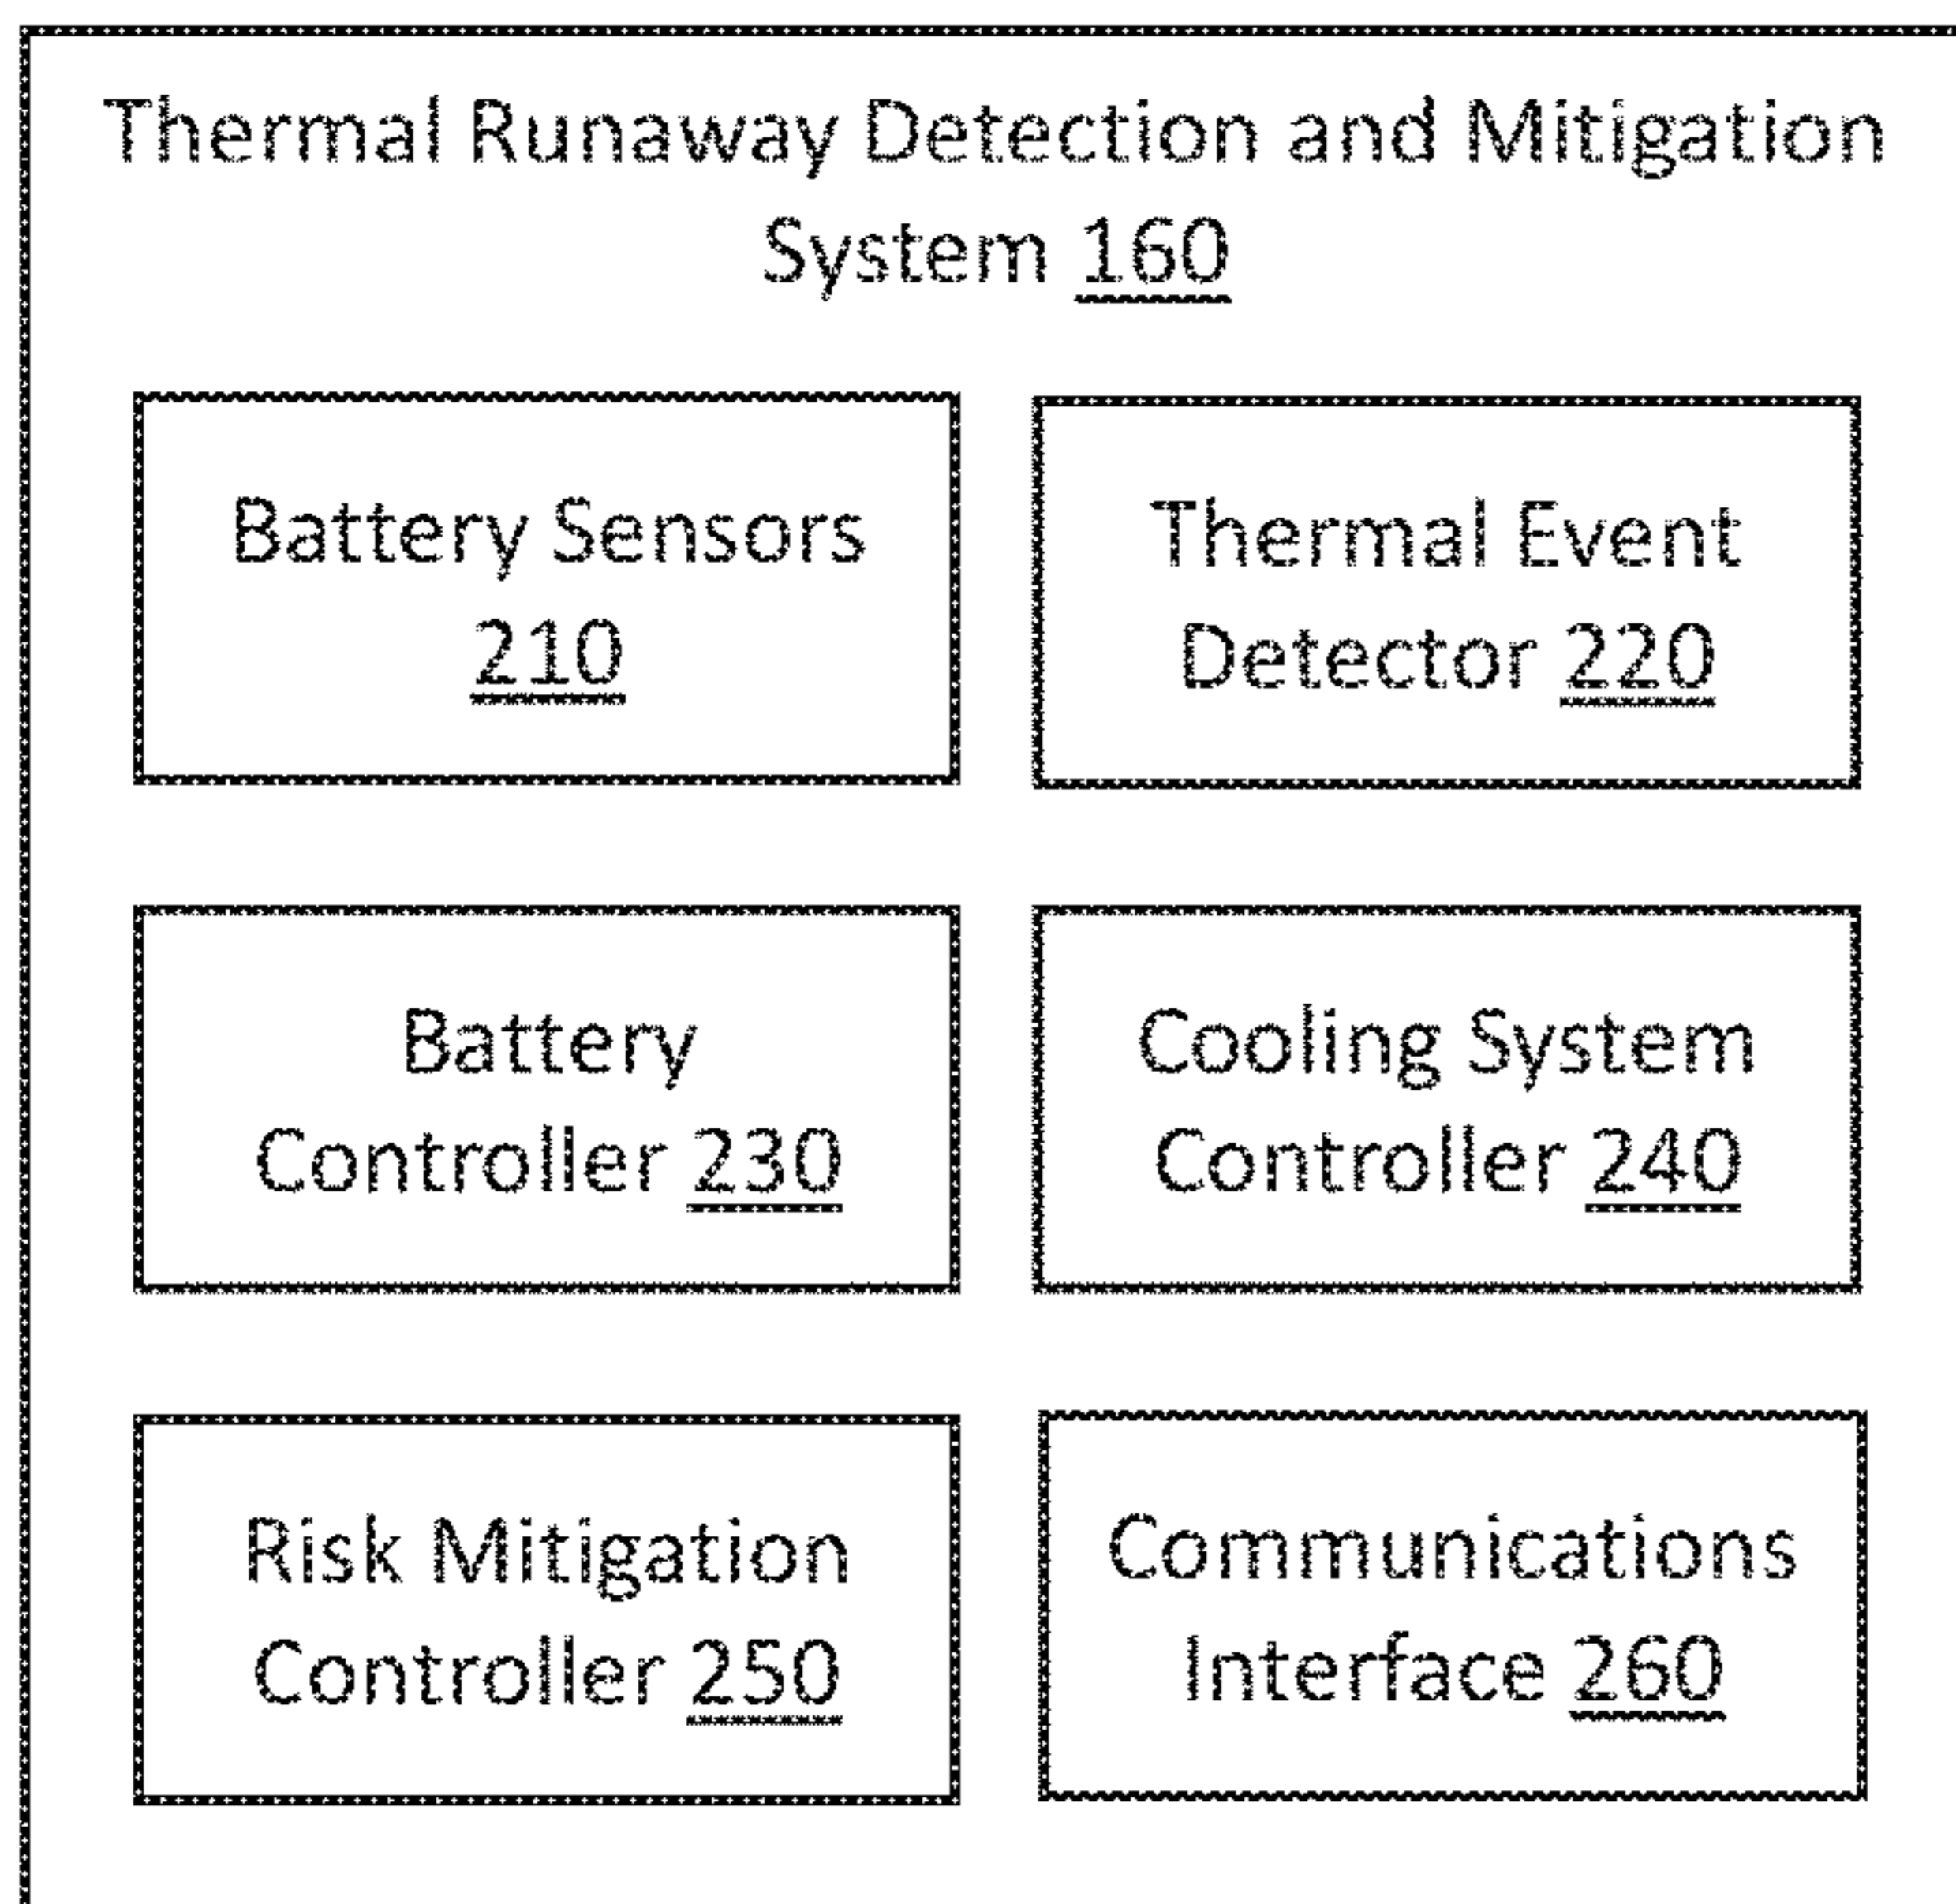 Thermal Runaway Detection and Mitigation
System 160
Battery Sensors
210
Thermal Event
Detector 220
Battery
Controller 230
Cooling System
Controller 240
Risk Mitigation
Controller 250
Communications
Interface 260